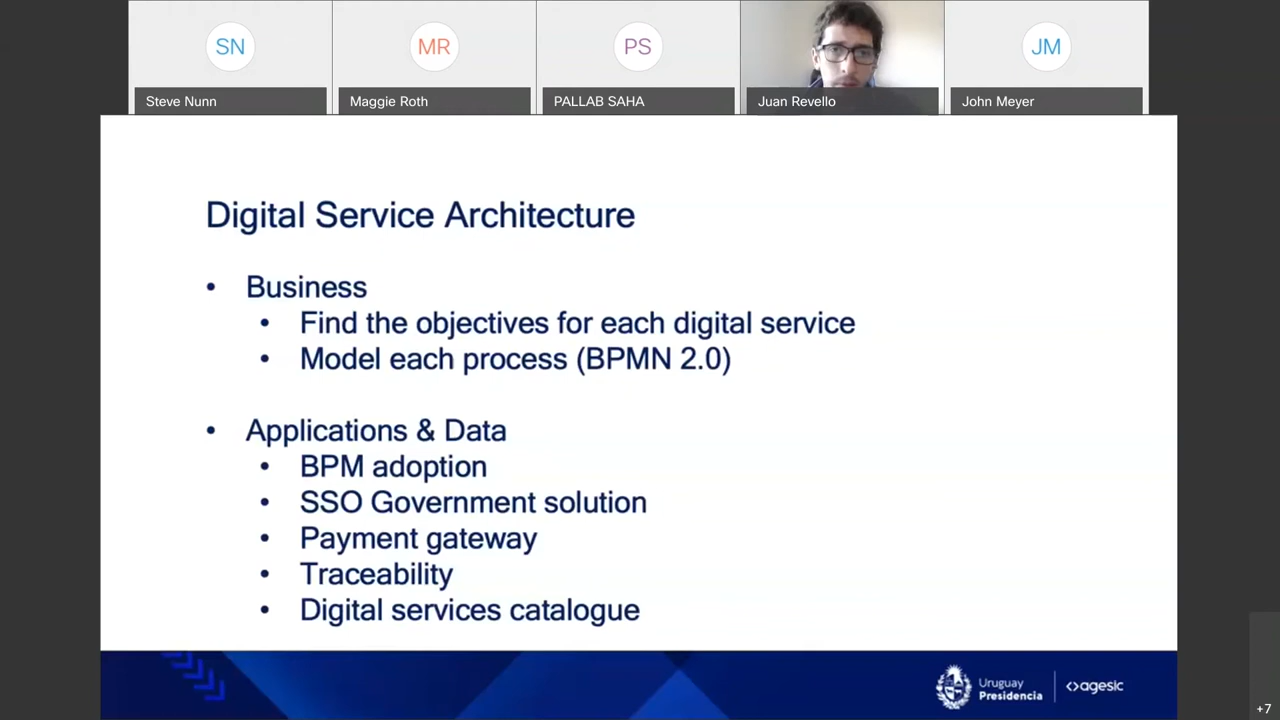 SN
MR
PS
JM
Steve Nunn
Maggie Roth
PALLAB SAHA
Juan Revello
John Meyer
Digital Service Architecture
• Business
• Find the objectives for each digital service
• Model each process (BPMN 2.0)
• Applications & Data
• BPM adoption
• SSO Government solution
• Payment gateway
• Traceability
• Digital services catalogue
Uruguay
Presidencia
agesic
+7